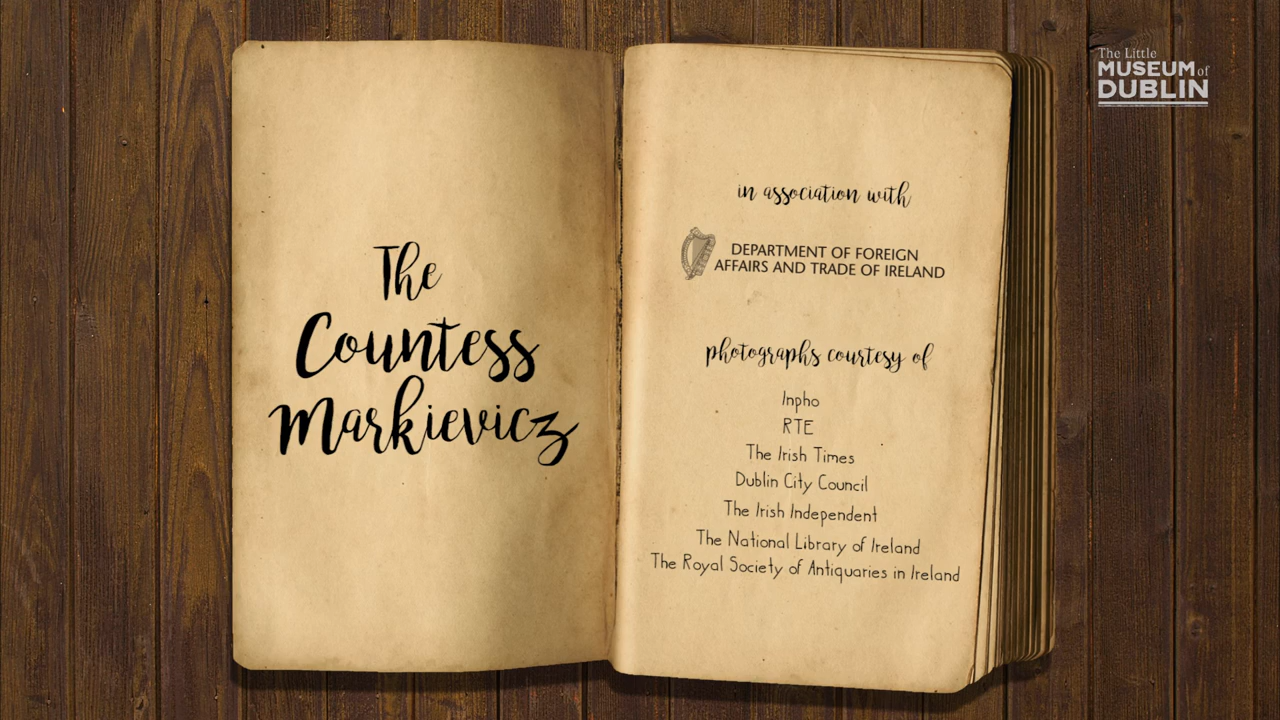 The
Countess
Markievicz
in association with
DEPARTMENT OF FOREIGN
AFFAIRS AND TRADE OF IRELAND
photographs courtesy of
Inpho
RTE
The Irish Times
Dublin City Council
The Irish Independent
The National Library of Ireland
The Royal Society of Antiquaries in Ireland
The Little
MUSEUM of
DUBLIN